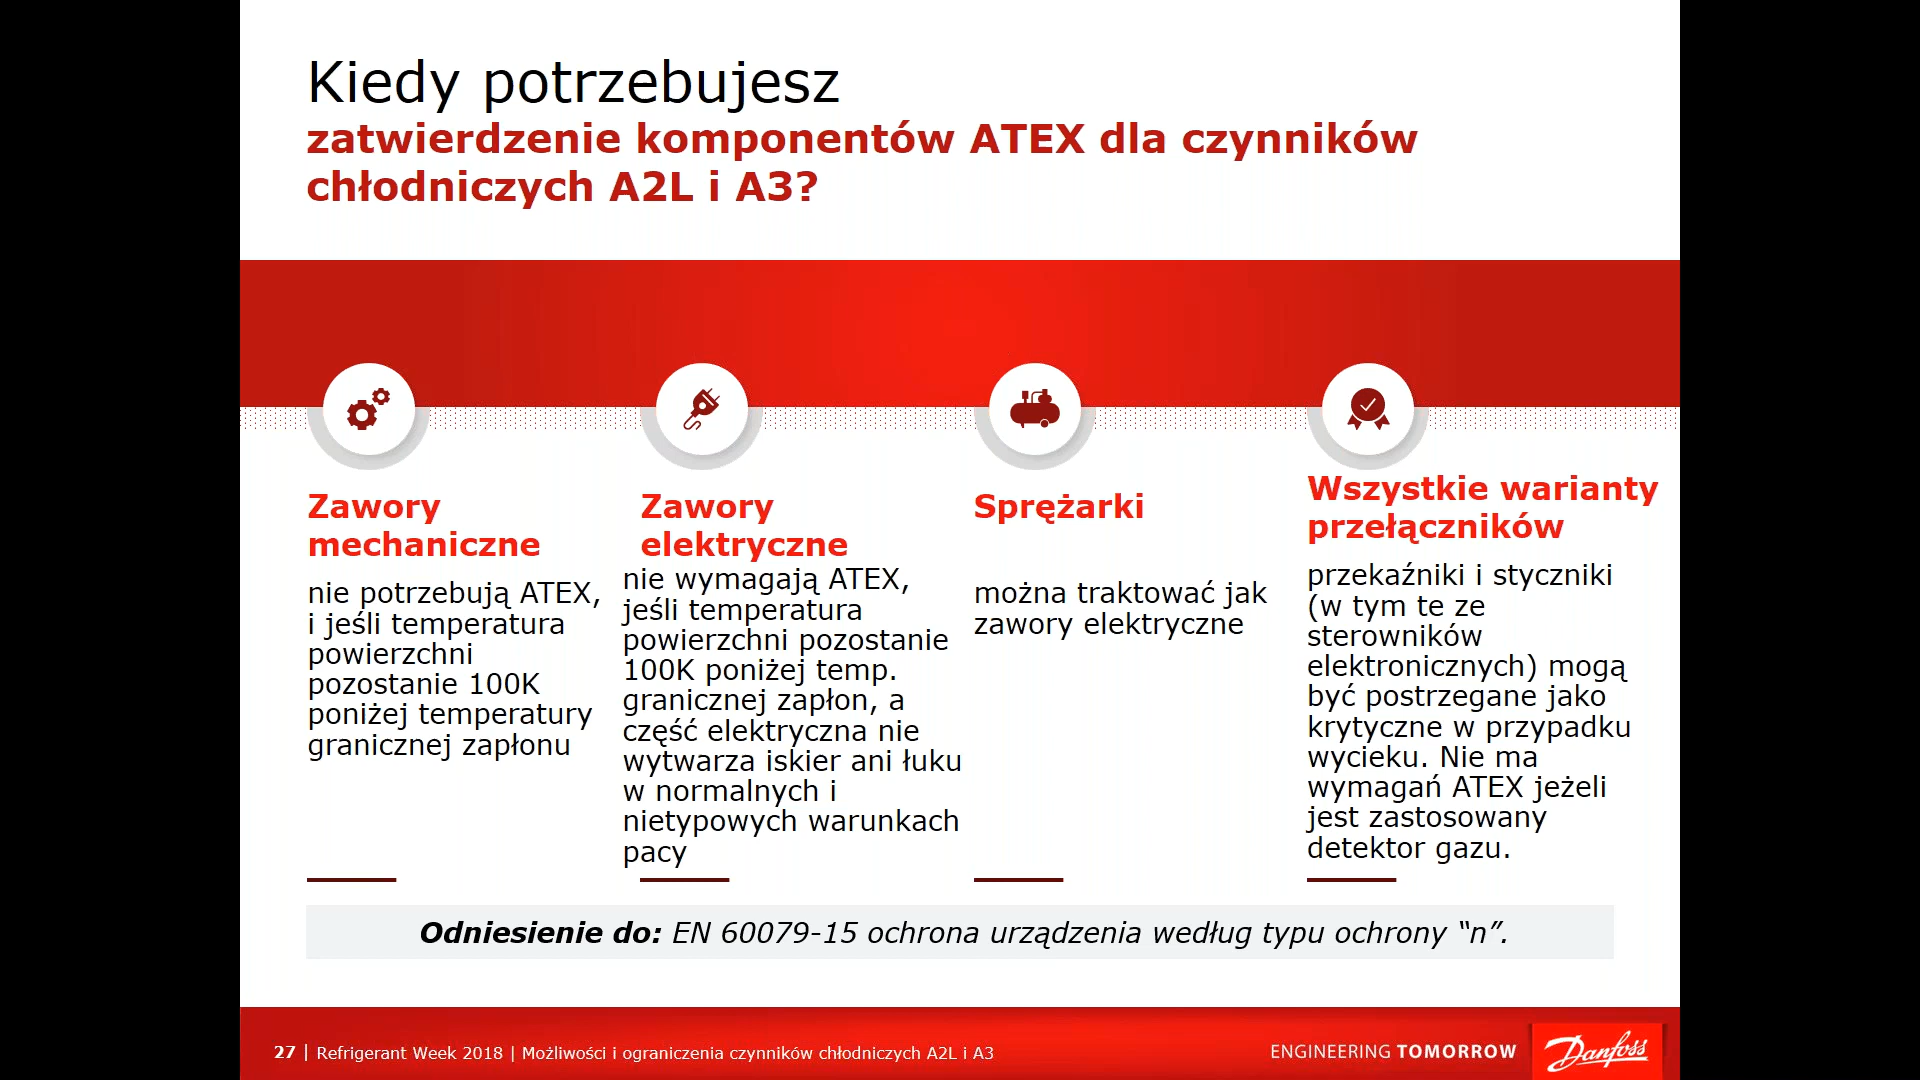 Kiedy potrzebujesz
zatwierdzenie komponentów ATEX dla czynników
chłodniczych A2L i A3?
Zawory
mechaniczne
nie potrzebują ATEX,
i jeśli temperatura
powierzchni
pozostanie 100K
poniżej temperatury
granicznej zapłonu
Zawory
elektryczne
nie wymagają ATEX,
jeśli temperatura
powierzchni pozostanie
100K poniżej temp.
granicznej zapłon, a
część elektryczna nie
wytwarza iskier ani łuku
w normalnych i
nietypowych warunkach
pacy
Sprężarki
można traktować jak
zawory elektryczne
Wszystkie warianty
przełączników
przekaźniki i styczniki
(w tym te ze
sterowników
elektronicznych) mogą
być postrzegane jako
krytyczne w przypadku
wycieku. Nie ma
wymagań ATEX jeżeli
jest zastosowany
detektor gazu.
Odniesienie do: EN 60079-15 ochrona urządzenia według typu ochrony “n”.
27 | Refrigerant Week 2018 | Możliwości i ograniczenia czynników chłodniczych A2L i A3
ENGINEERING TOMORROW
Danfoss